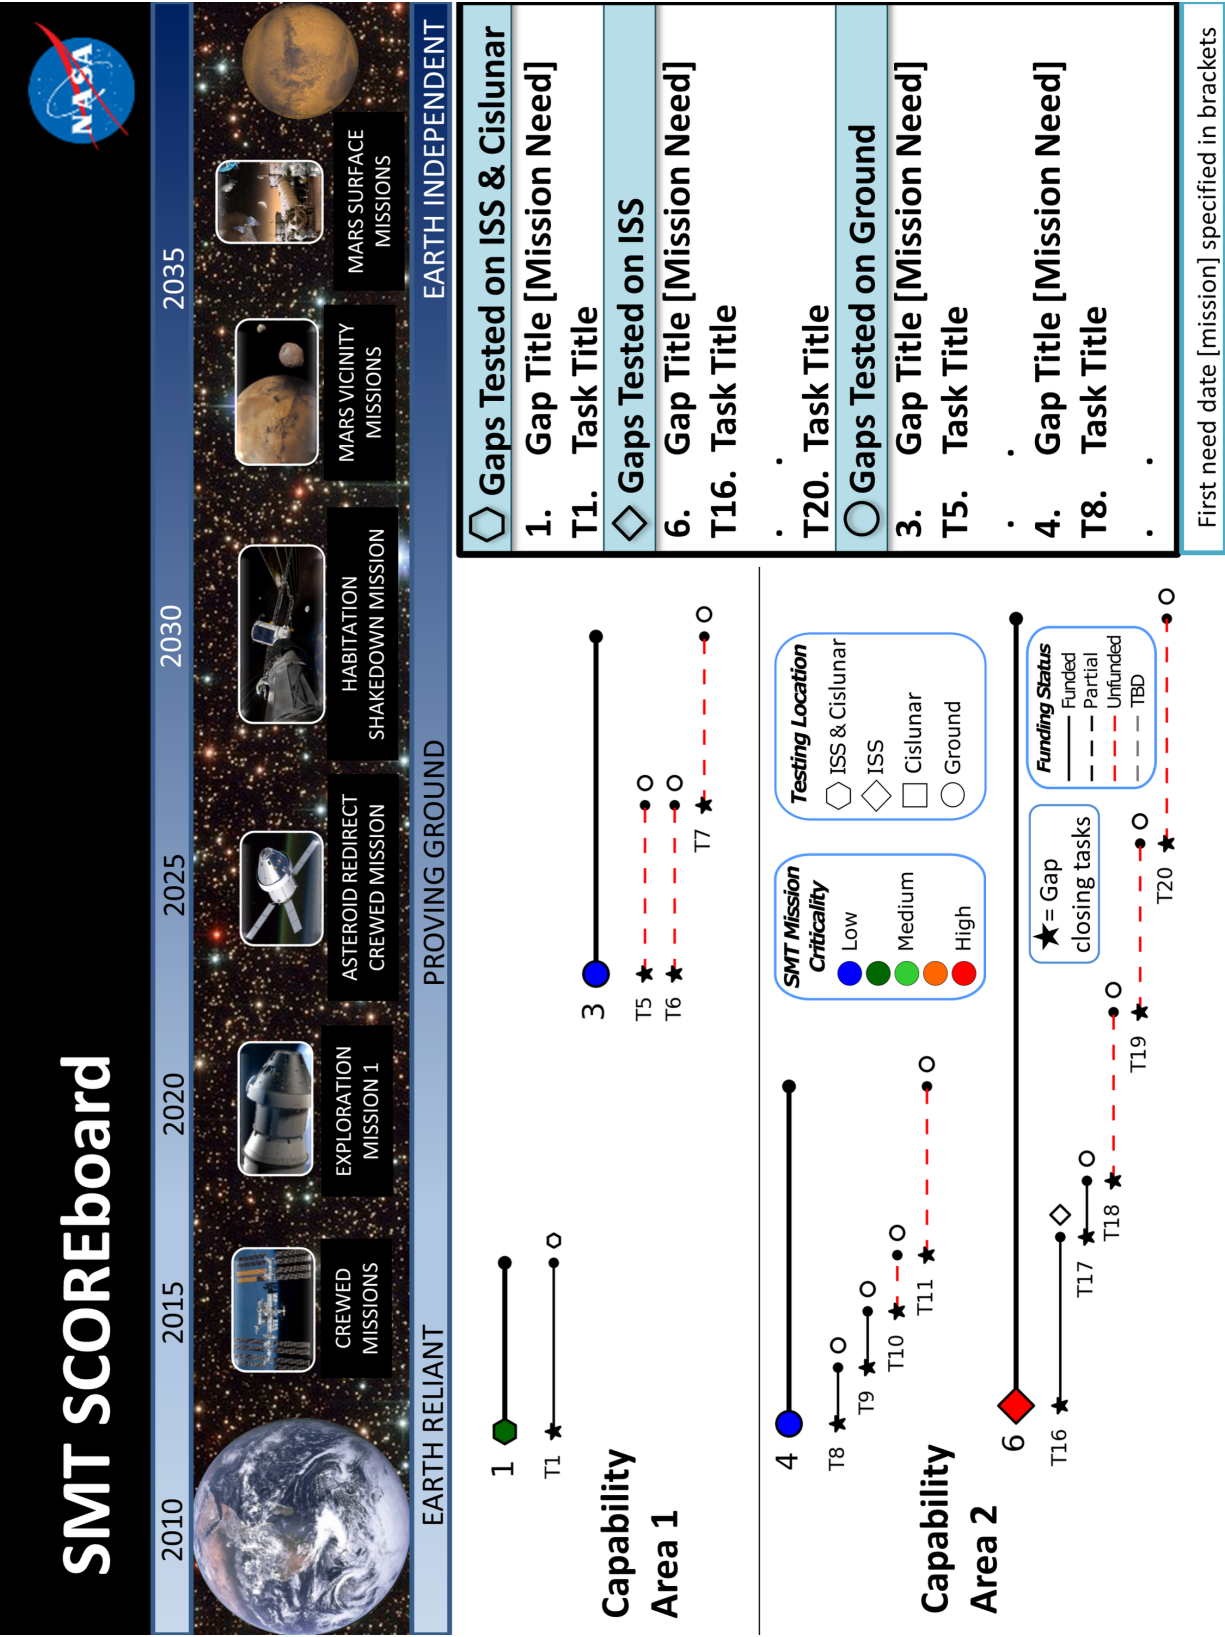 SMT SCOREboard
NASA
2010
2015
2020
2025
2030
2035
CREWED
MISSIONS
EXPLORATION
MISSION 1
ASTEROID REDIRECT
CREWED MISSION
HABITATION
SHAKEDOWN MISSION
MARS VICINITY
MISSIONS
MARS SURFACE
MISSIONS
EARTH RELIANT
PROVING GROUND
EARTH INDEPENDENT
Capability
Area 1
1
T1
3
T5
T6
T7
Capability
Area 2
4
T8
T9
T10
T11
6
T16
T17
T18
T19
T20
SMT Mission
Criticality
Low
Medium
High
Testing Location
ISS & Cislunar
ISS
Cislunar
Ground
★= Gap
closing tasks
Funding Status
Funded
Partial
Unfunded
TBD
Gaps Tested on ISS & Cislunar
1. Gap Title [Mission Need]
T1. Task Title
Gaps Tested on ISS
6. Gap Title [Mission Need]
T16. Task Title
. .
T20. Task Title
Gaps Tested on Ground
3. Gap Title [Mission Need]
T5. Task Title
. .
4. Gap Title [Mission Need]
T8. Task Title
. .
First need date [mission] specified in brackets